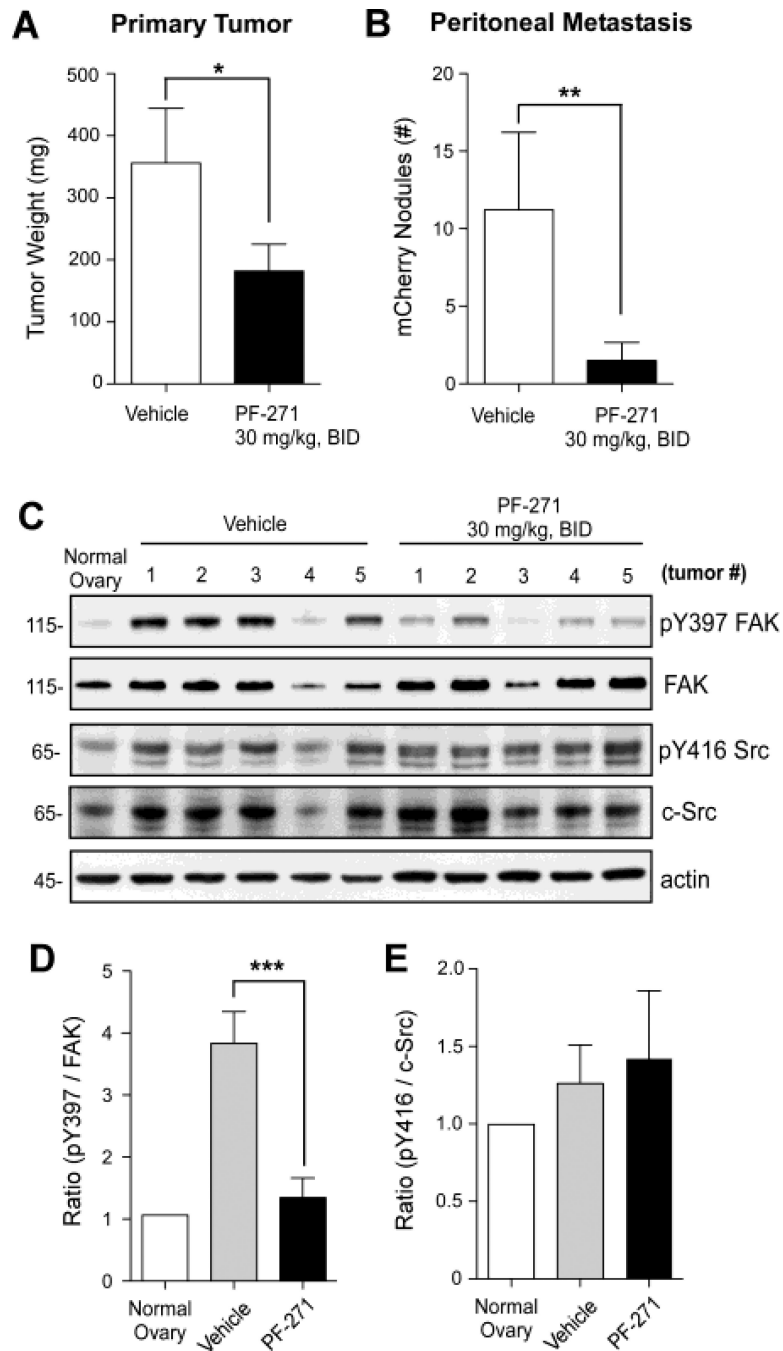 A Primary Tumor
Tumor Weight (mg)
500
400
300
200
100
0
*
Vehicle
PF-271
30 mg/kg, BID
B Peritoneal Metastasis
mCherry Nodules (#)
20
15
10
5
0
**
Vehicle
PF-271
30 mg/kg, BID
C
Normal
Ovary
Vehicle
PF-271
30 mg/kg, BID
1 2 3 4 5 1 2 3 4 5 (tumor #)
115- pY397 FAK
115- FAK
65- pY416 Src
65- c-Src
45- actin
D
Ratio (pY397 / FAK)
5
4
3
2
1
0
***
Normal
Ovary
Vehicle
PF-271
E
Ratio (pY416 / c-Src)
2.0
1.5
1.0
0.5
0
Normal
Ovary
Vehicle
PF-271